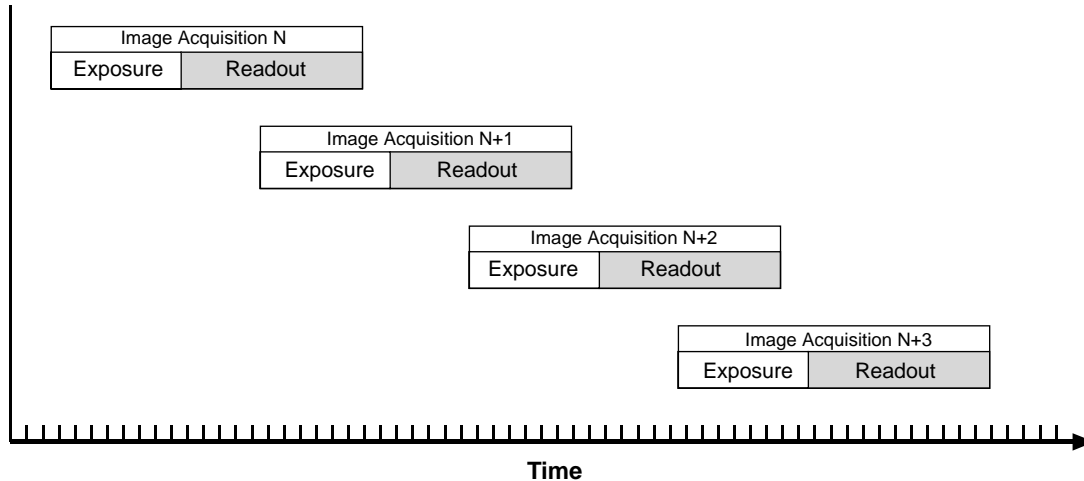 Image Acquisition N
Exposure Readout
Image Acquisition N+1
Exposure Readout
Image Acquisition N+2
Exposure Readout
Image Acquisition N+3
Exposure Readout
Time